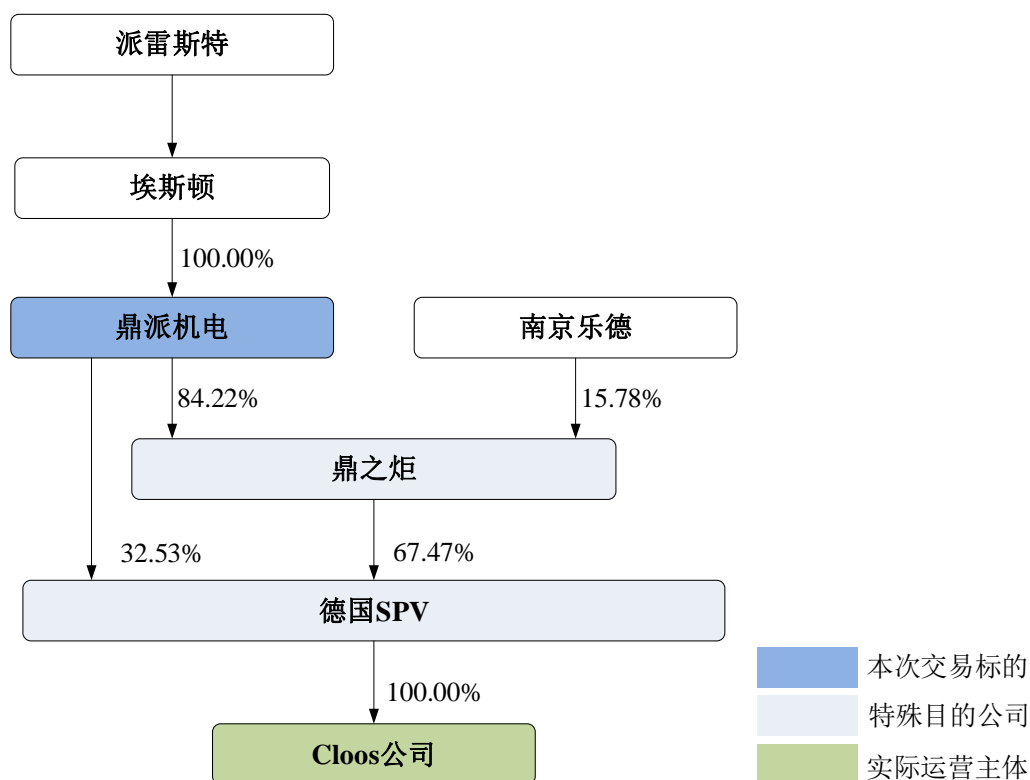 派雷斯特
埃斯顿
100.00%
鼎派机电
南京乐德
84.22%
15.78%
鼎之炬
32.53%
67.47%
德国SPV
100.00%
Cloos公司
本次交易标的
特殊目的公司
实际运营主体